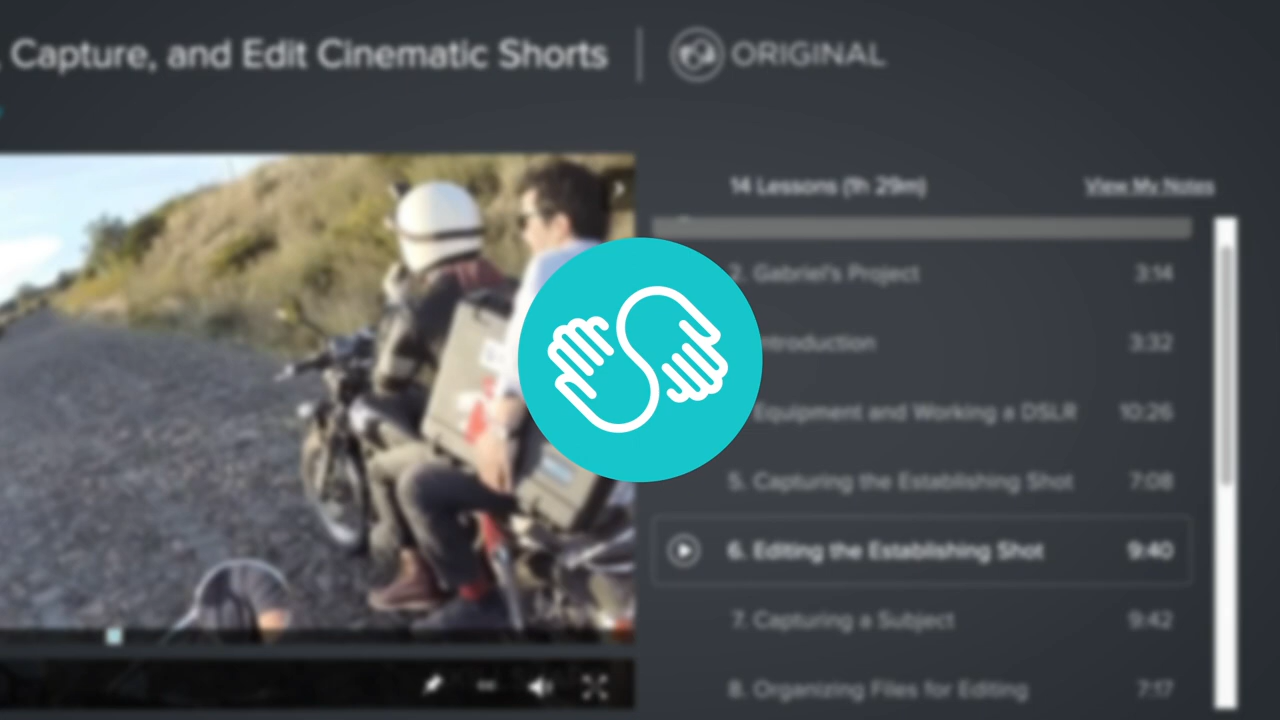 , Capture, and Edit Cinematic Shorts
ORIGINAL
14 Lessons (1h 29m) View My Notes
2. Gabriel's Project 3:14
ntroduction 3:32
Equipment and Working a DSLR 10:26
5. Capturing the Establishing Shot 7:08
6. Editing the Establishing Shot 9:40
7. Capturing a Subject 9:42
8. Organizing Files for Editing 7:17